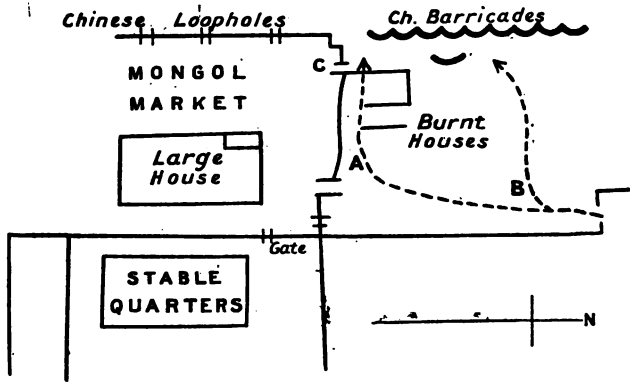 Chinese Loopholes
Ch. Barricades
C
MONGOL
MARKET
Burnt
Houses
Large
House
A
B
Gate
STABLE
QUARTERS
N